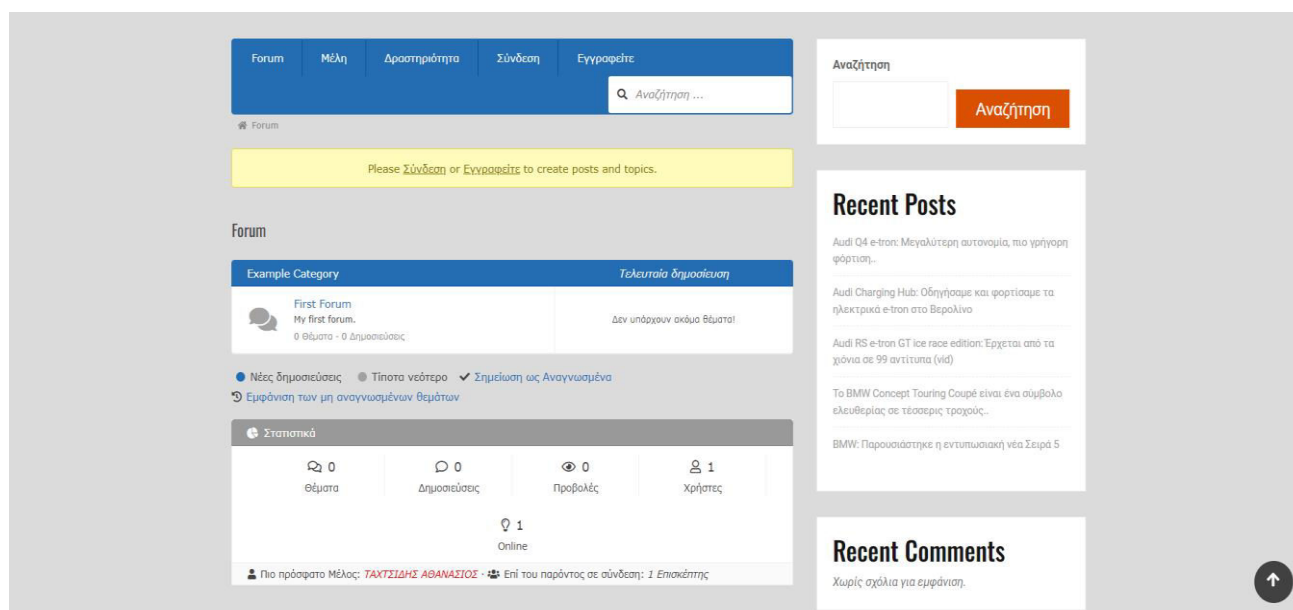 Forum Μέλη Δραστηριότητα Σύνδεση Εγγραφείτε
Αναζήτηση ...
Forum
Please Σύνδεση or Εγγραφείτε to create posts and topics.
Forum
Example Category Τελευταία δημοσίευση
First Forum
My first forum.
0 Θέματα - 0 Δημοσιεύσεις
Δεν υπάρχουν ακόμα θέματα!
Νέες δημοσιεύσεις Τίποτα νεότερο Σημείωση ως Αναγνωσμένα
Εμφάνιση των μη αναγνωσμένων θεμάτων
Στατιστικά
0 0 0 1
Θέματα Δημοσιεύσεις Προβολές Χρήστες
1
Online
Πιο πρόσφατο Μέλος: ΤΑΧΤΣΙΔΗΣ ΑΘΑΝΑΣΙΟΣ · Επί του παρόντος σε σύνδεση: 1 Επισκέπτης
Αναζήτηση
Αναζήτηση
Recent Posts
Audi Q4 e-tron: Μεγαλύτερη αυτονομία, πιο γρήγορη
φόρτιση..
Audi Charging Hub: Οδηγήσαμε και φορτίσαμε τα
ηλεκτρικά e-tron στο Βερολίνο
Audi RS e-tron GT ice race edition: Έρχεται από τα
χιόνια σε 99 αντίτυπα (vid)
Το BMW Concept Touring Coupé είναι ένα σύμβολο
ελευθερίας σε τέσσερις τροχούς..
BMW: Παρουσιάστηκε η εντυπωσιακή νέα Σειρά 5
Recent Comments
Χωρίς σχόλια για εμφάνιση.